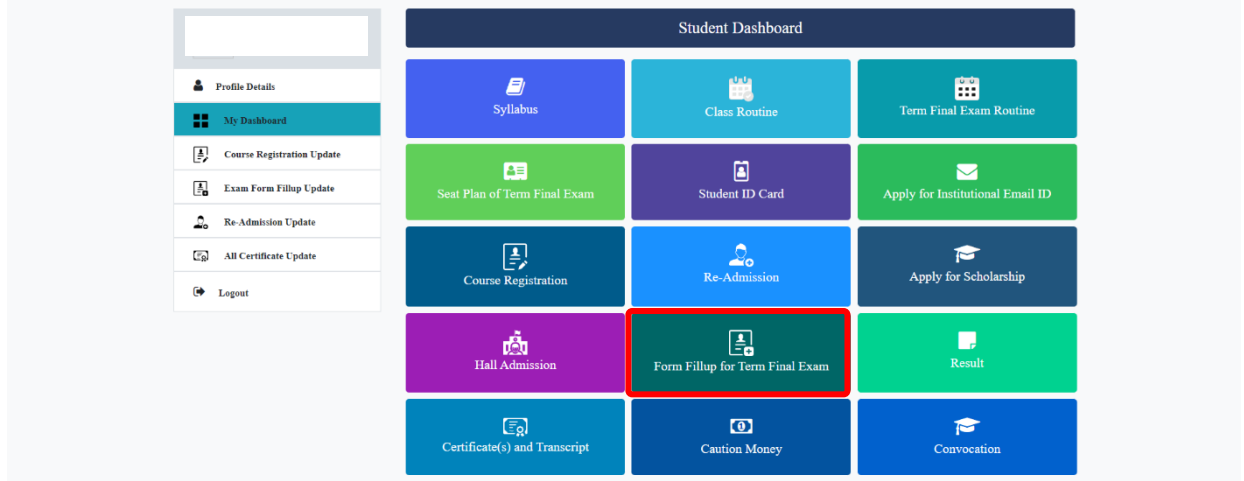 Student Dashboard
Profile Details
My Dashboard
Course Registration Update
Exam Form Fillup Update
Re-Admission Update
All Certificate Update
Logout
Syllabus
Class Routine
Term Final Exam Routine
Seat Plan of Term Final Exam
Student ID Card
Apply for Institutional Email ID
Course Registration
Re-Admission
Apply for Scholarship
Hall Admission
Form Fillup for Term Final Exam
Result
Certificate(s) and Transcript
Caution Money
Convocation